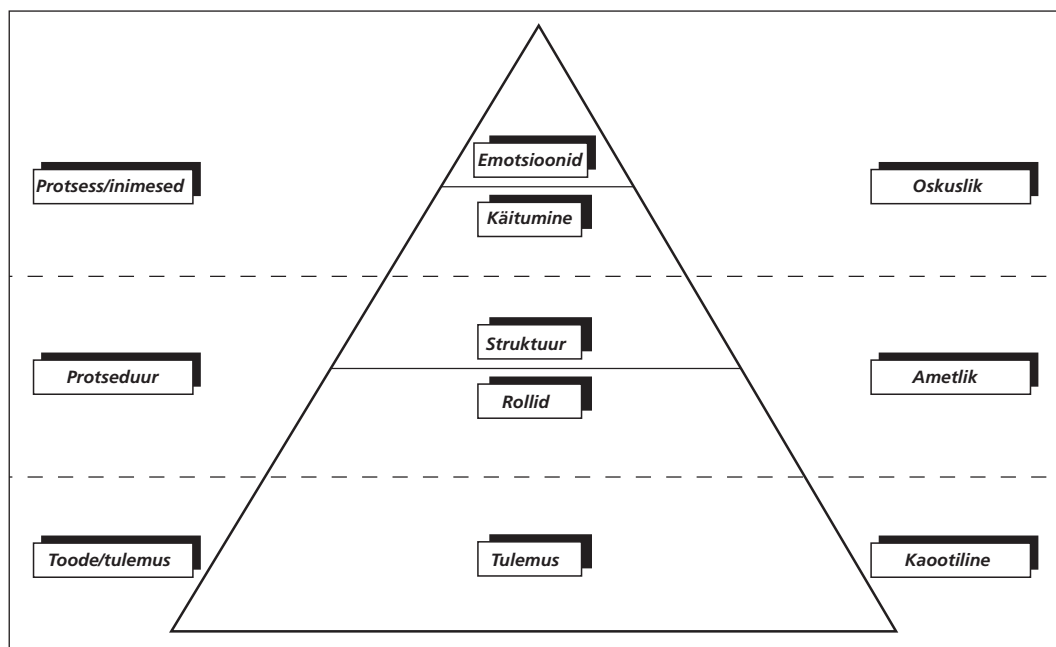 Emotsioonid
Protsess/inimesed
Oskuslik
Käitumine
Struktuur
Protseduur
Ametlik
Rollid
Toode/tulemus
Tulemus
Kaootiline